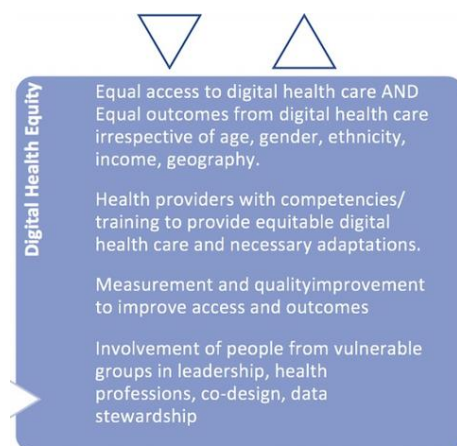 Digital Health Equity
Equal access to digital health care AND
Equal outcomes from digital health care
irrespective of age, gender, ethnicity,
income, geography.
Health providers with competencies/
training to provide equitable digital
health care and necessary adaptations.
Measurement and qualityimprovement
to improve access and outcomes
Involvement of people from vulnerable
groups in leadership, health
professions, co-design, data
stewardship